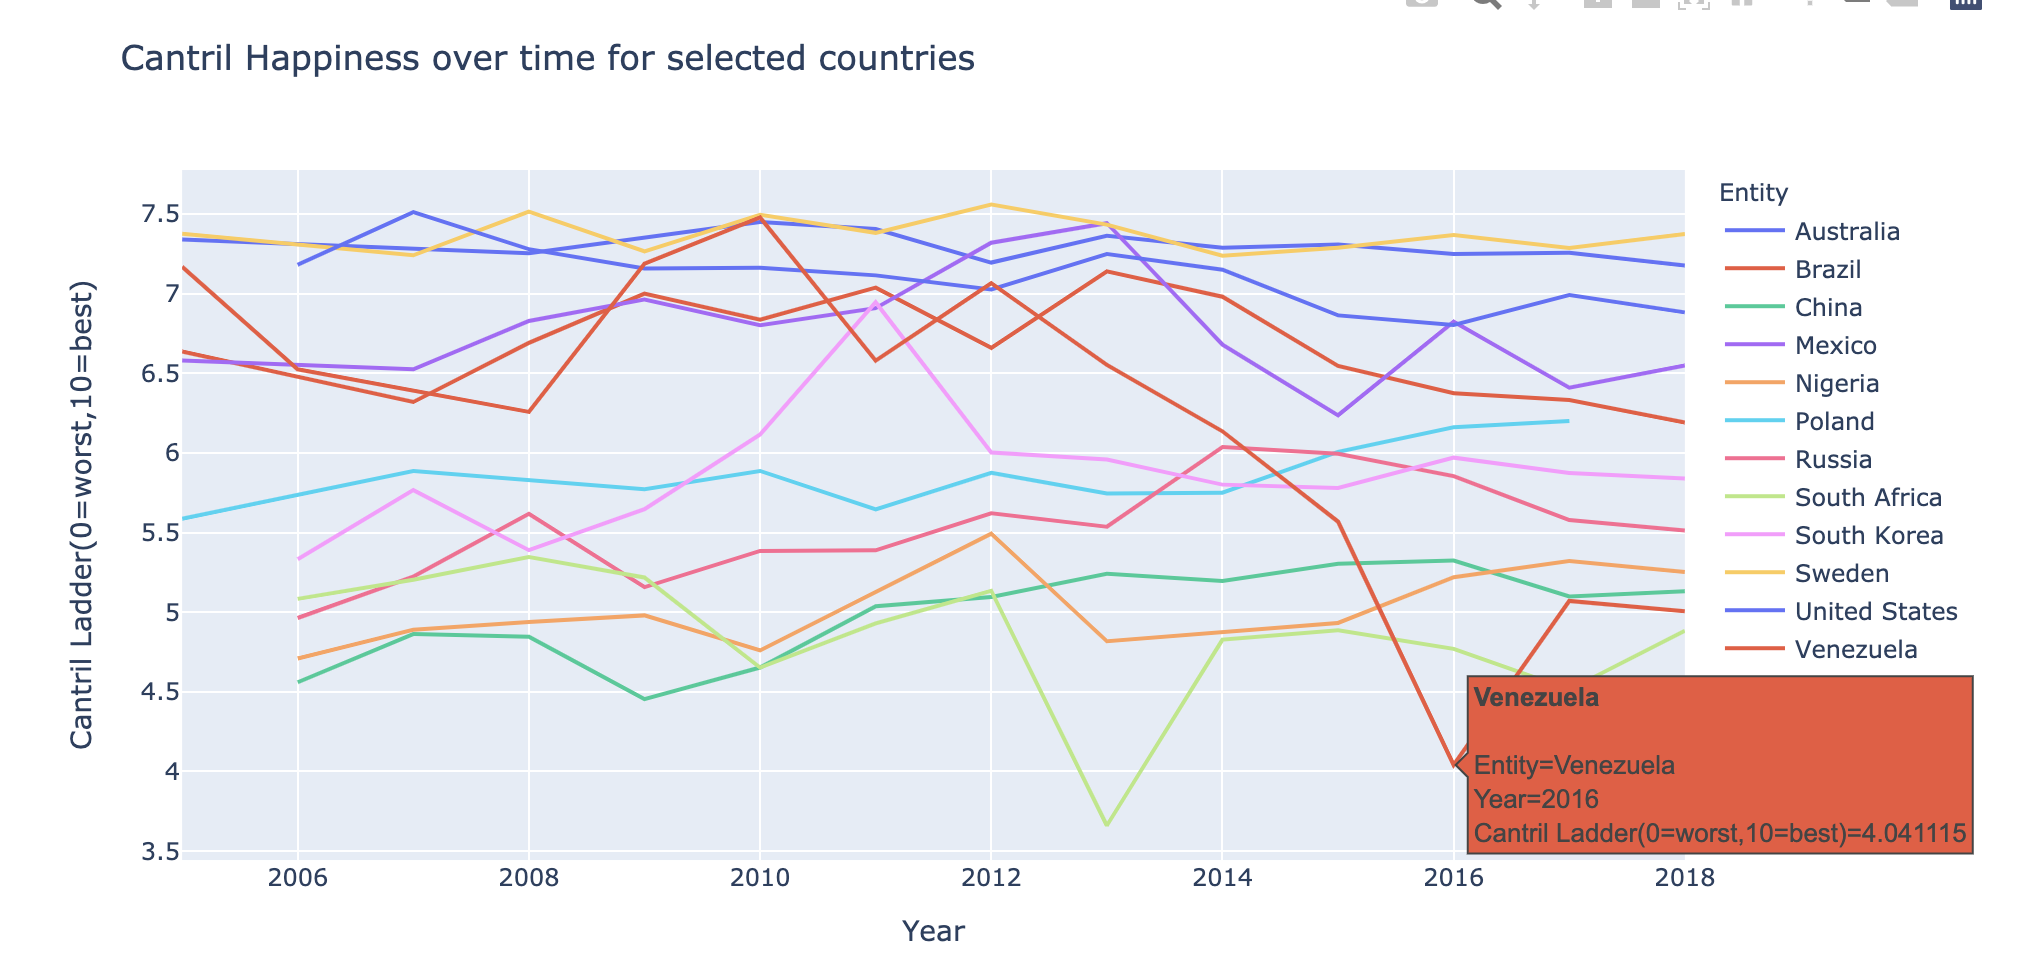 Cantril Happiness over time for selected countries
Cantril Ladder(0=worst,10=best)
7.5
7
6.5
6
5.5
5
4.5
4
3.5
2006 2008 2010 2012 2014 2016 2018
Year
Entity
Australia
Brazil
China
Mexico
Nigeria
Poland
Russia
South Africa
South Korea
Sweden
United States
Venezuela
Venezuela
Entity=Venezuela
Year=2016
Cantril Ladder(0=worst,10=best)=4.041115